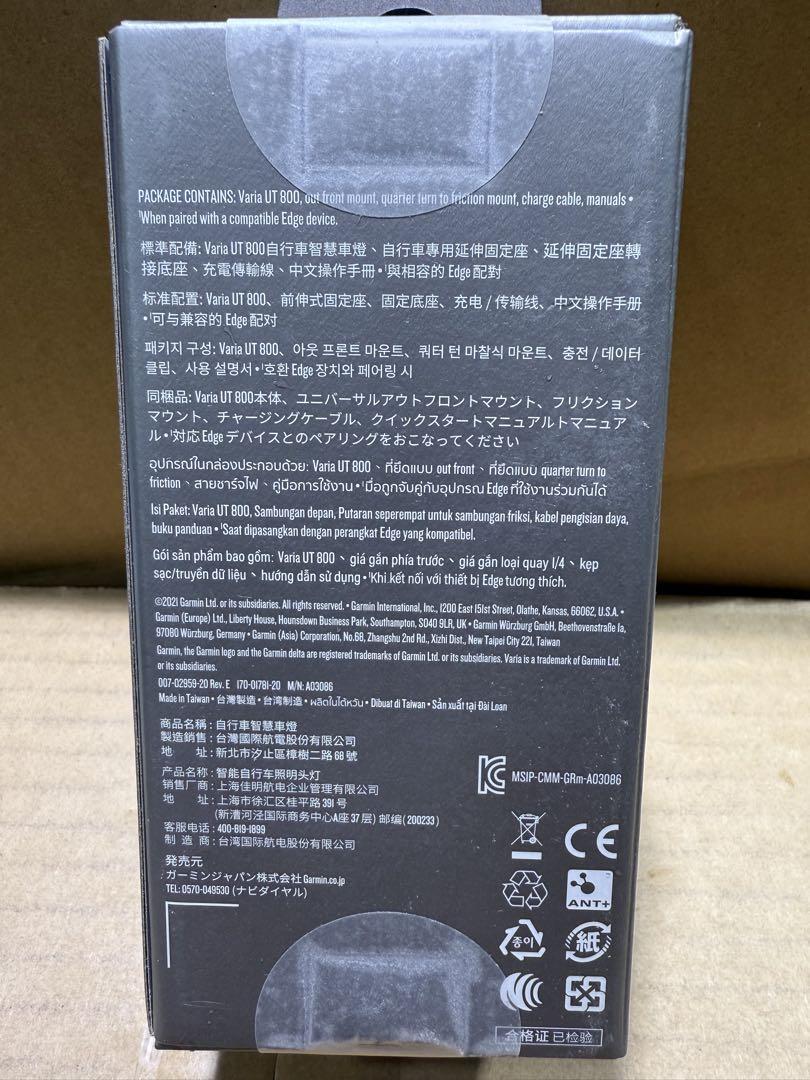 PACKAGE CONTAINS: Varia UT 800, out front mount, quarter turn to friction mount, charge cable, manuals •
¹When paired with a compatible Edge device.
標準配備: Varia UT 800自行車智慧車燈、自行車專用延伸固定座、延伸固定座轉
接底座、充電傳輸線、中文操作手冊 • ¹與相容的 Edge 配對
标准配置: Varia UT 800、前伸式固定座、固定底座、充电 / 传输线、中文操作手册
• ¹可与兼容的 Edge 配对
패키지 구성: Varia UT 800、아웃 프론트 마운트、쿼터 턴 마찰식 마운트、충전 / 데이터
클립、사용 설명서 • ¹호환 Edge 장치와 페어링 시
同梱品: Varia UT 800本体、ユニバーサルアウトフロントマウント、フリクション
マウント、チャージングケーブル、クイックスタートマニュアルトマニュア
ル • ¹対応 Edge デバイスとのペアリングをおこなってください
อุปกรณ์ในกล่องประกอบด้วย: Varia UT 800、ที่ยึดแบบ out front、ที่ยึดแบบ quarter turn to
friction、สายชาร์จไฟ、คู่มือการใช้งาน • ¹เมื่อถูกจับคู่กับอุปกรณ์ Edge ที่ใช้งานร่วมกันได้
Isi Paket: Varia UT 800, Sambungan depan, Putaran seperempat untuk sambungan friksi, kabel pengisian daya,
buku panduan • ¹Saat dipasangkan dengan perangkat Edge yang kompatibel.
Gói sản phẩm bao gồm: Varia UT 800、giá gắn phía trước、giá gắn loại quay 1/4、kẹp
sạc/truyền dữ liệu、hướng dẫn sử dụng • ¹Khi kết nối với thiết bị Edge tương thích.
©2021 Garmin Ltd. or its subsidiaries. All rights reserved. • Garmin International, Inc., 1200 East 151st Street, Olathe, Kansas, 66062, U.S.A. •
Garmin (Europe) Ltd., Liberty House, Hounsdown Business Park, Southampton, SO40 9LR, UK • Garmin Würzburg GmbH, Beethovenstraße 1a,
97080 Würzburg, Germany • Garmin (Asia) Corporation, No.68, Zhangshu 2nd Rd., Xizhi Dist., New Taipei City 221, Taiwan
Garmin, the Garmin logo and the Garmin delta are registered trademarks of Garmin Ltd. or its subsidiaries. Varia is a trademark of Garmin Ltd.
or its subsidiaries.
007-02959-20 Rev. E 170-01781-20 M/N: A03086
Made in Taiwan • 台灣製造 • 台湾制造 • ผลิตในไต้หวัน • Dibuat di Taiwan • Sản xuất tại Đài Loan
商品名稱 : 自行車智慧車燈
製造銷售 : 台灣國際航電股份有限公司
地 址 : 新北市汐止區樟樹二路 68 號
产品名称 : 智能自行车照明头灯
销售厂商 : 上海佳明航电企业管理有限公司
地 址 : 上海市徐汇区桂平路 391 号
(新漕河泾国际商务中心A座 37 层) 邮编 (200233)
客服电话 : 400-819-1899
制 造 商 : 台湾国际航电股份有限公司
発売元
ガーミンジャパン株式会社 Garmin.co.jp
TEL: 0570-049530 (ナビダイヤル)
MSIP-CMM-GRm-A03086
CE
ANT+
종이
紙
合格证 已检验